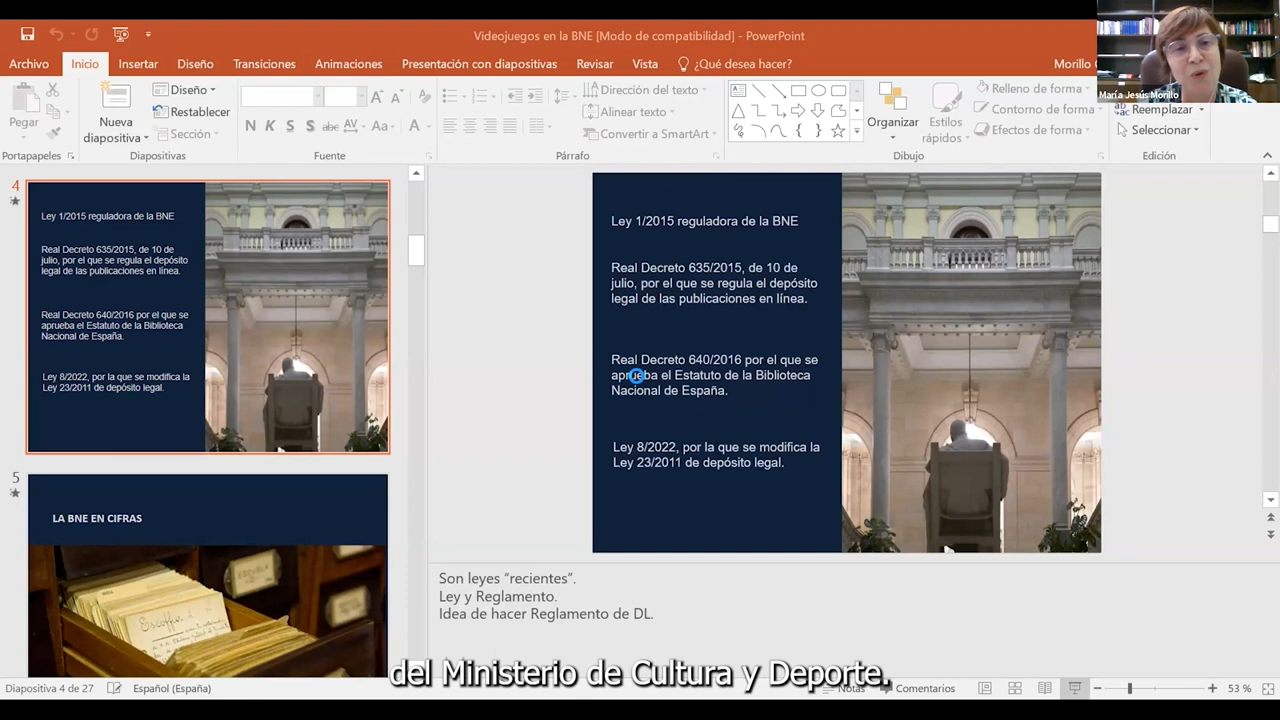 Videojuegos en la BNE [Modo de compatibilidad] - PowerPoint
Archivo
Inicio
Insertar
Diseño
Transiciones
Animaciones
Presentación con diapositivas
Revisar
Vista
¿Qué desea hacer?
Morillo
María Jesús Morillo
Pegar
Nueva
diapositiva
Diseño
Restablecer
Sección
N K S S abc AV Aa A
Dirección del texto
Alinear texto
Convertir a SmartArt
Organizar
Estilos
rápidos
Relleno de forma
Contorno de forma
Efectos de forma
Reemplazar
Seleccionar
Portapapeles
Diapositivas
Fuente
Párrafo
Dibujo
Edición
4
Ley 1/2015 reguladora de la BNE
Real Decreto 635/2015, de 10 de
julio, por el que se regula el depósito
legal de las publicaciones en línea.
Real Decreto 640/2016 por el que se
aprueba el Estatuto de la Biblioteca
Nacional de España.
Ley 8/2022, por la que se modifica la
Ley 23/2011 de depósito legal.
5
LA BNE EN CIFRAS
Ley 1/2015 reguladora de la BNE
Real Decreto 635/2015, de 10 de
julio, por el que se regula el depósito
legal de las publicaciones en línea.
Real Decreto 640/2016 por el que se
aprueba el Estatuto de la Biblioteca
Nacional de España.
Ley 8/2022, por la que se modifica la
Ley 23/2011 de depósito legal.
Son leyes “recientes”.
Ley y Reglamento.
Idea de hacer Reglamento de DL.
del Ministerio de Cultura y Deporte.
Diapositiva 4 de 27
Español (España)
Notas
Comentarios
53 %